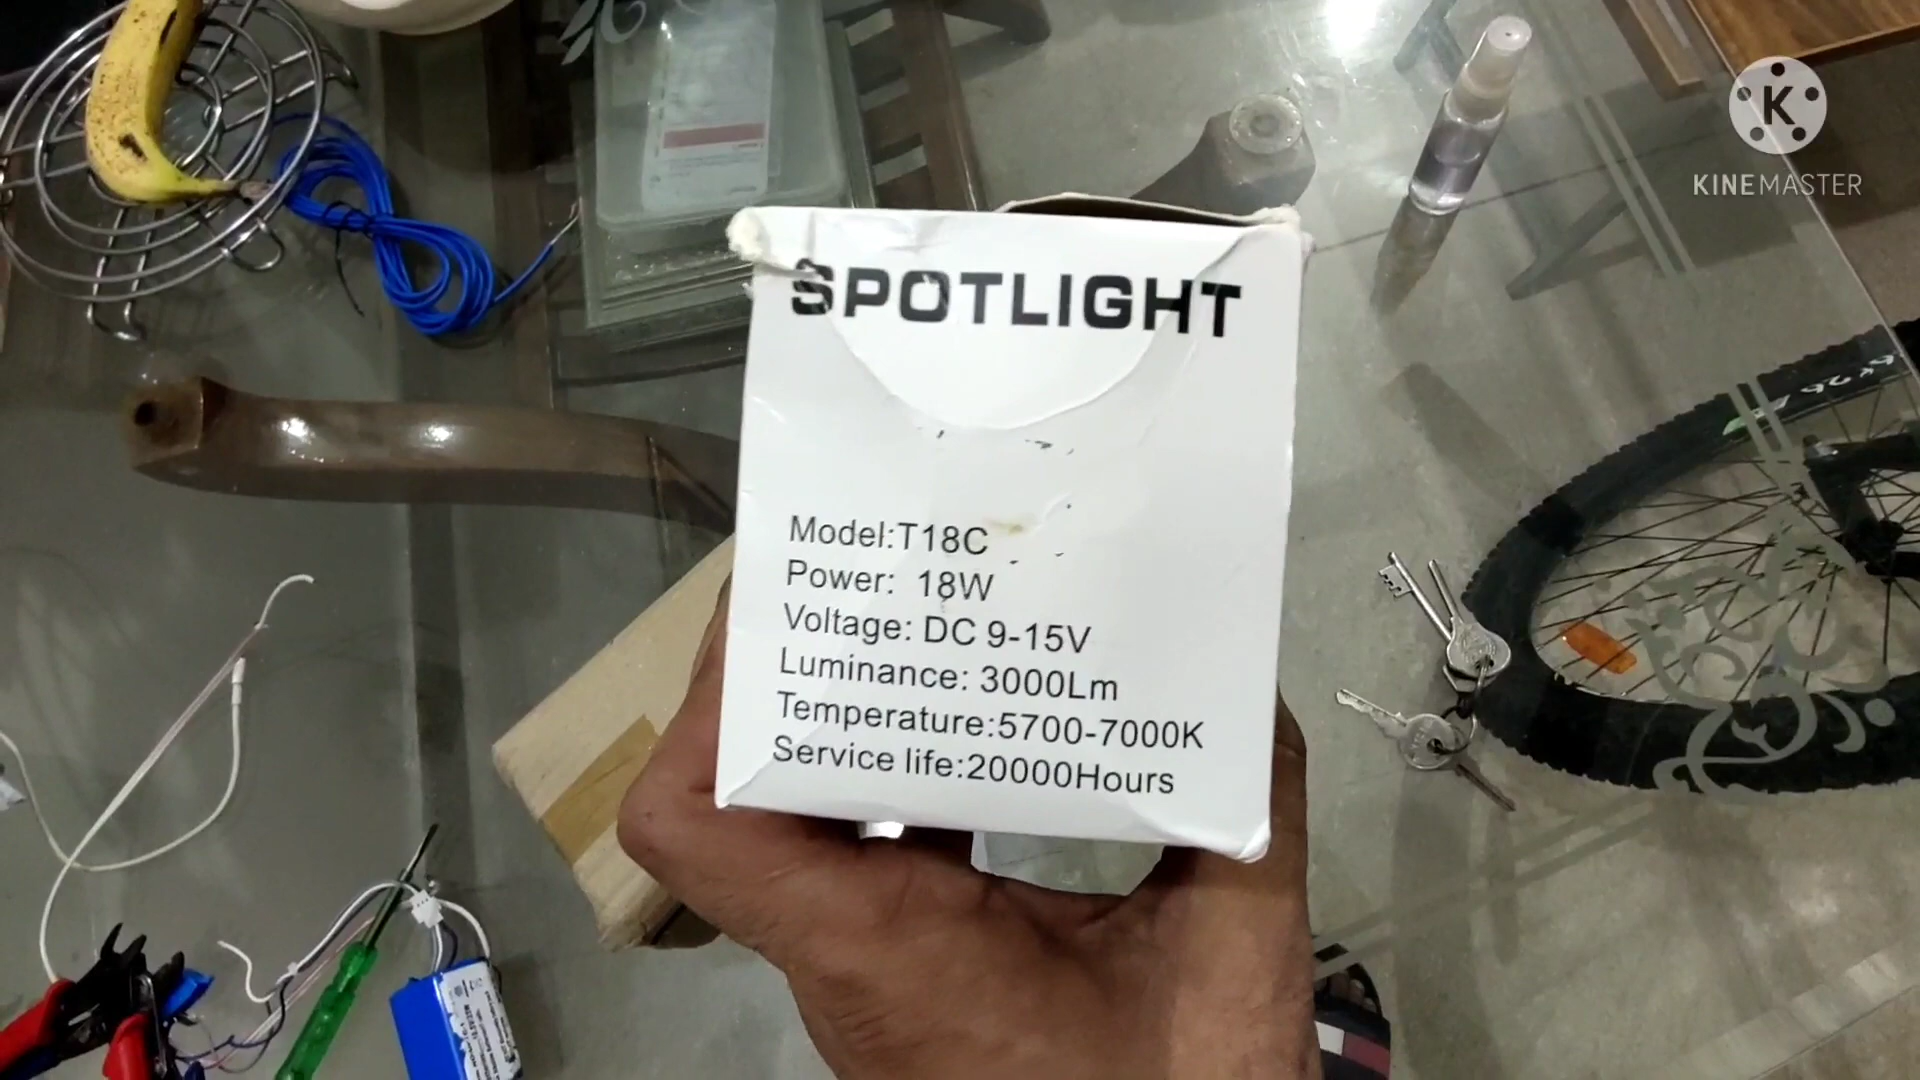 K
KINEMASTER
SPOTLIGHT
Model:T18C
Power: 18W
Voltage: DC 9-15V
Luminance: 3000Lm
Temperature:5700-7000K
Service life:20000Hours